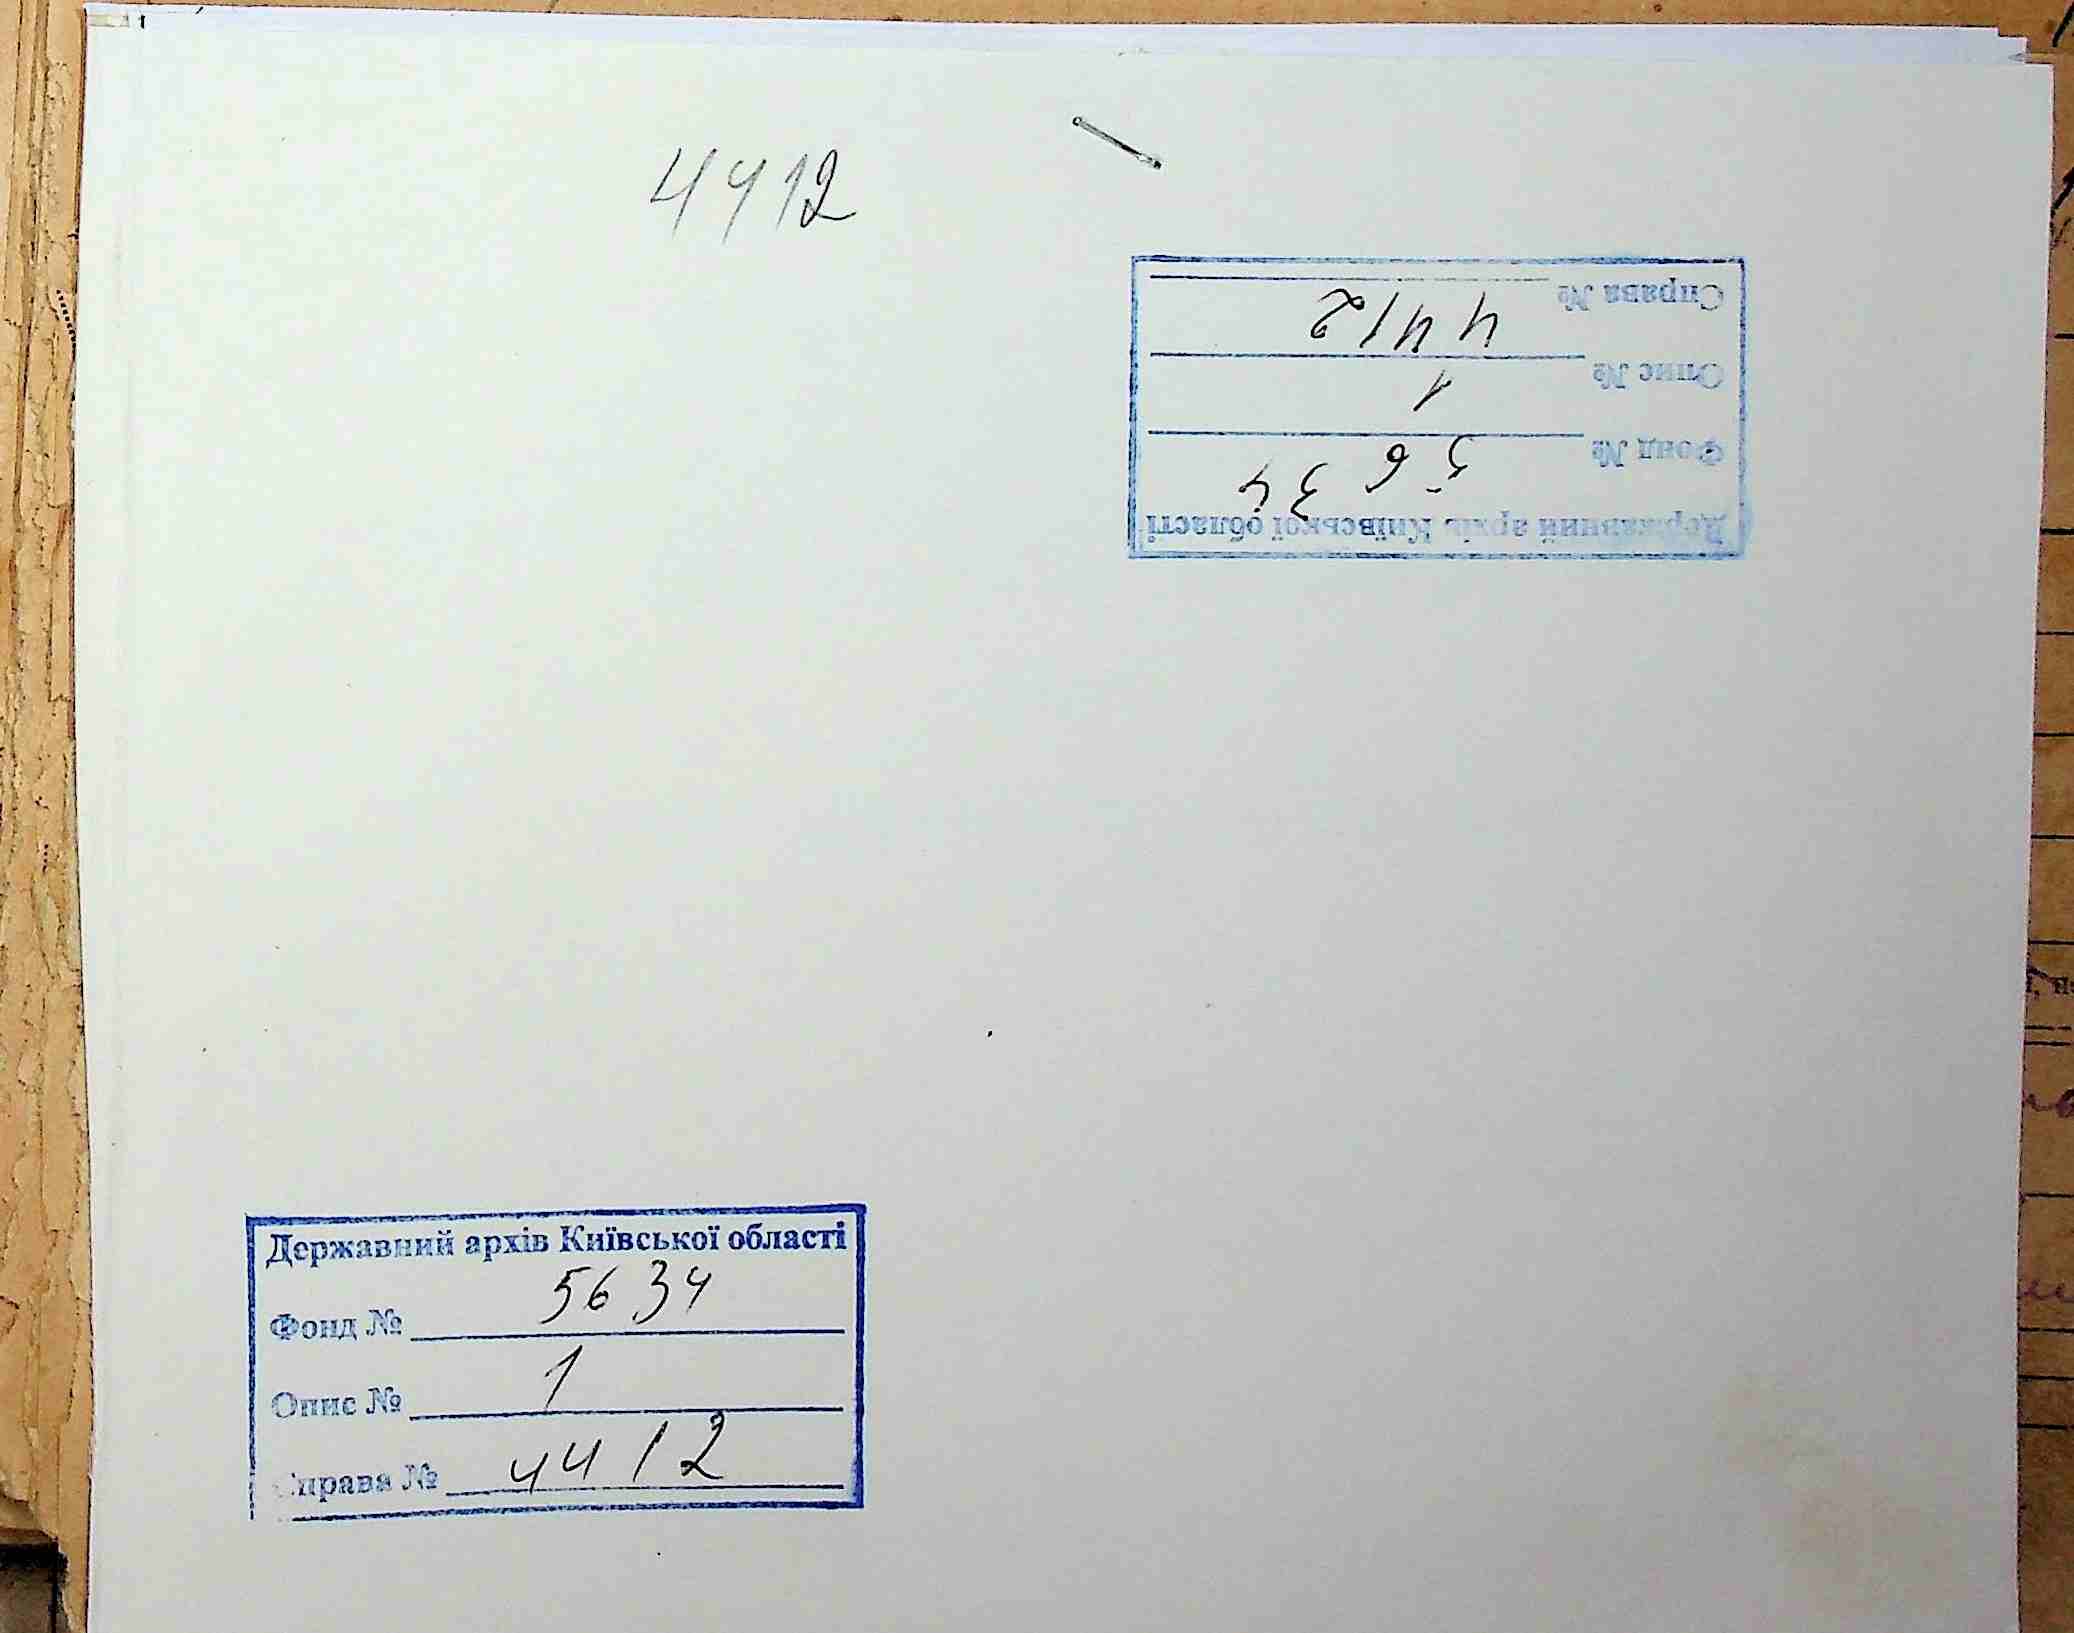 4412
Державний архів Київської області
Фонд № 5634
Опис № 1
Справа № 4412
Державний архів Київської області
Фонд № 5634
Опис № 1
Справа № 4412